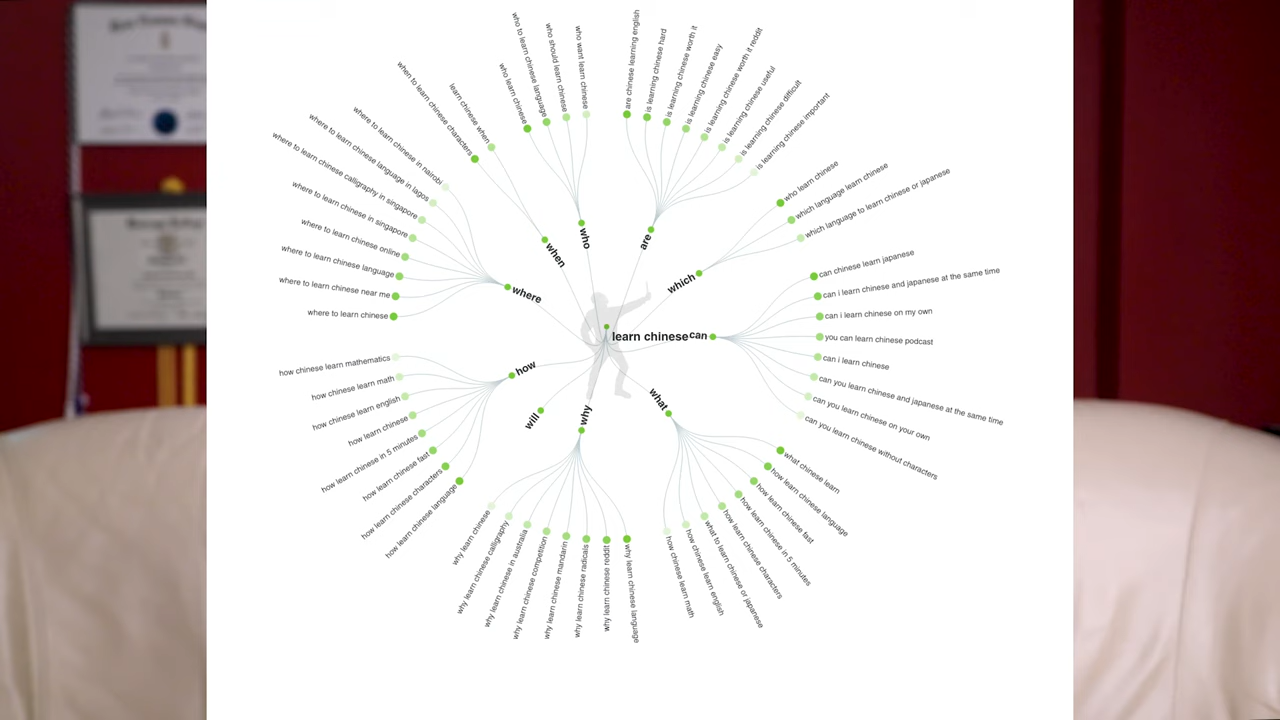 learn chinese
are
are chinese learning english
is learning chinese hard
is learning chinese worth it
is learning chinese easy
is learning chinese worth it reddit
is learning chinese useful
is learning chinese difficult
is learning chinese important
which
who learn chinese
which language learn chinese
which language to learn chinese or japanese
can
can chinese learn japanese
can i learn chinese and japanese at the same time
can i learn chinese on my own
you can learn chinese podcast
can i learn chinese
can you learn chinese and japanese at the same time
can you learn chinese on your own
can you learn chinese without characters
what
what chinese learn
how learn chinese language
how learn chinese fast
how learn chinese in 5 minutes
how learn chinese characters
what to learn chinese or japanese
how chinese learn english
how chinese learn math
why
why learn chinese language
why learn chinese reddit
why learn chinese radicals
why learn chinese mandarin
why learn chinese competition
why learn chinese in australia
why learn chinese calligraphy
why learn chinese
will
how
how learn chinese language
how learn chinese characters
how learn chinese fast
how learn chinese in 5 minutes
how learn chinese
how chinese learn english
how chinese learn math
how chinese learn mathematics
where
where to learn chinese
where to learn chinese near me
where to learn chinese language
where to learn chinese online
where to learn chinese in singapore
where to learn chinese calligraphy in singapore
where to learn chinese language in lagos
where to learn chinese in nairobi
when
when to learn chinese characters
learn chinese when
who
who learn chinese
who to learn chinese language
who should learn chinese
who want learn chinese